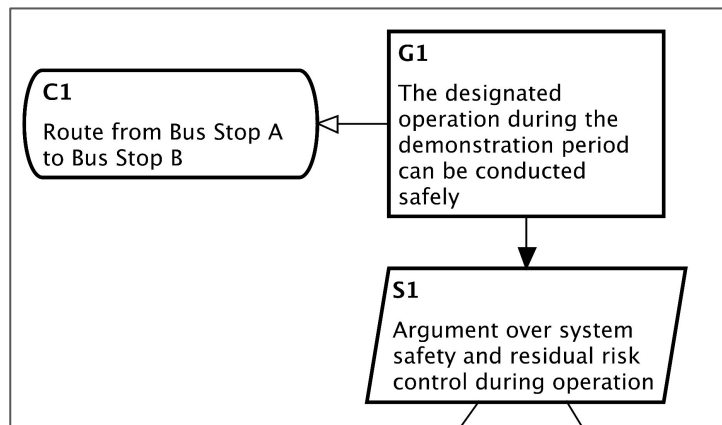 G1
The designated
operation during the
demonstration period
can be conducted
safely
C1
Route from Bus Stop A
to Bus Stop B
S1
Argument over system
safety and residual risk
control during operation